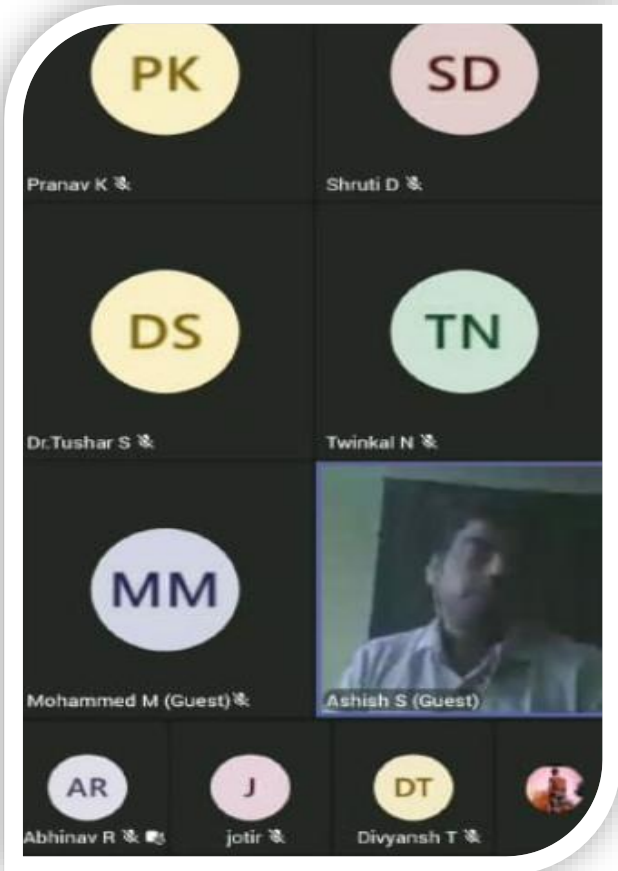 PK
SD
Pranav K
Shruti D
DS
TN
Dr.Tushar S
Twinkal N
MM
Mohammed M (Guest)
Ashish S (Guest)
AR
J
DT
Abhinav R
jotir
Divyansh T